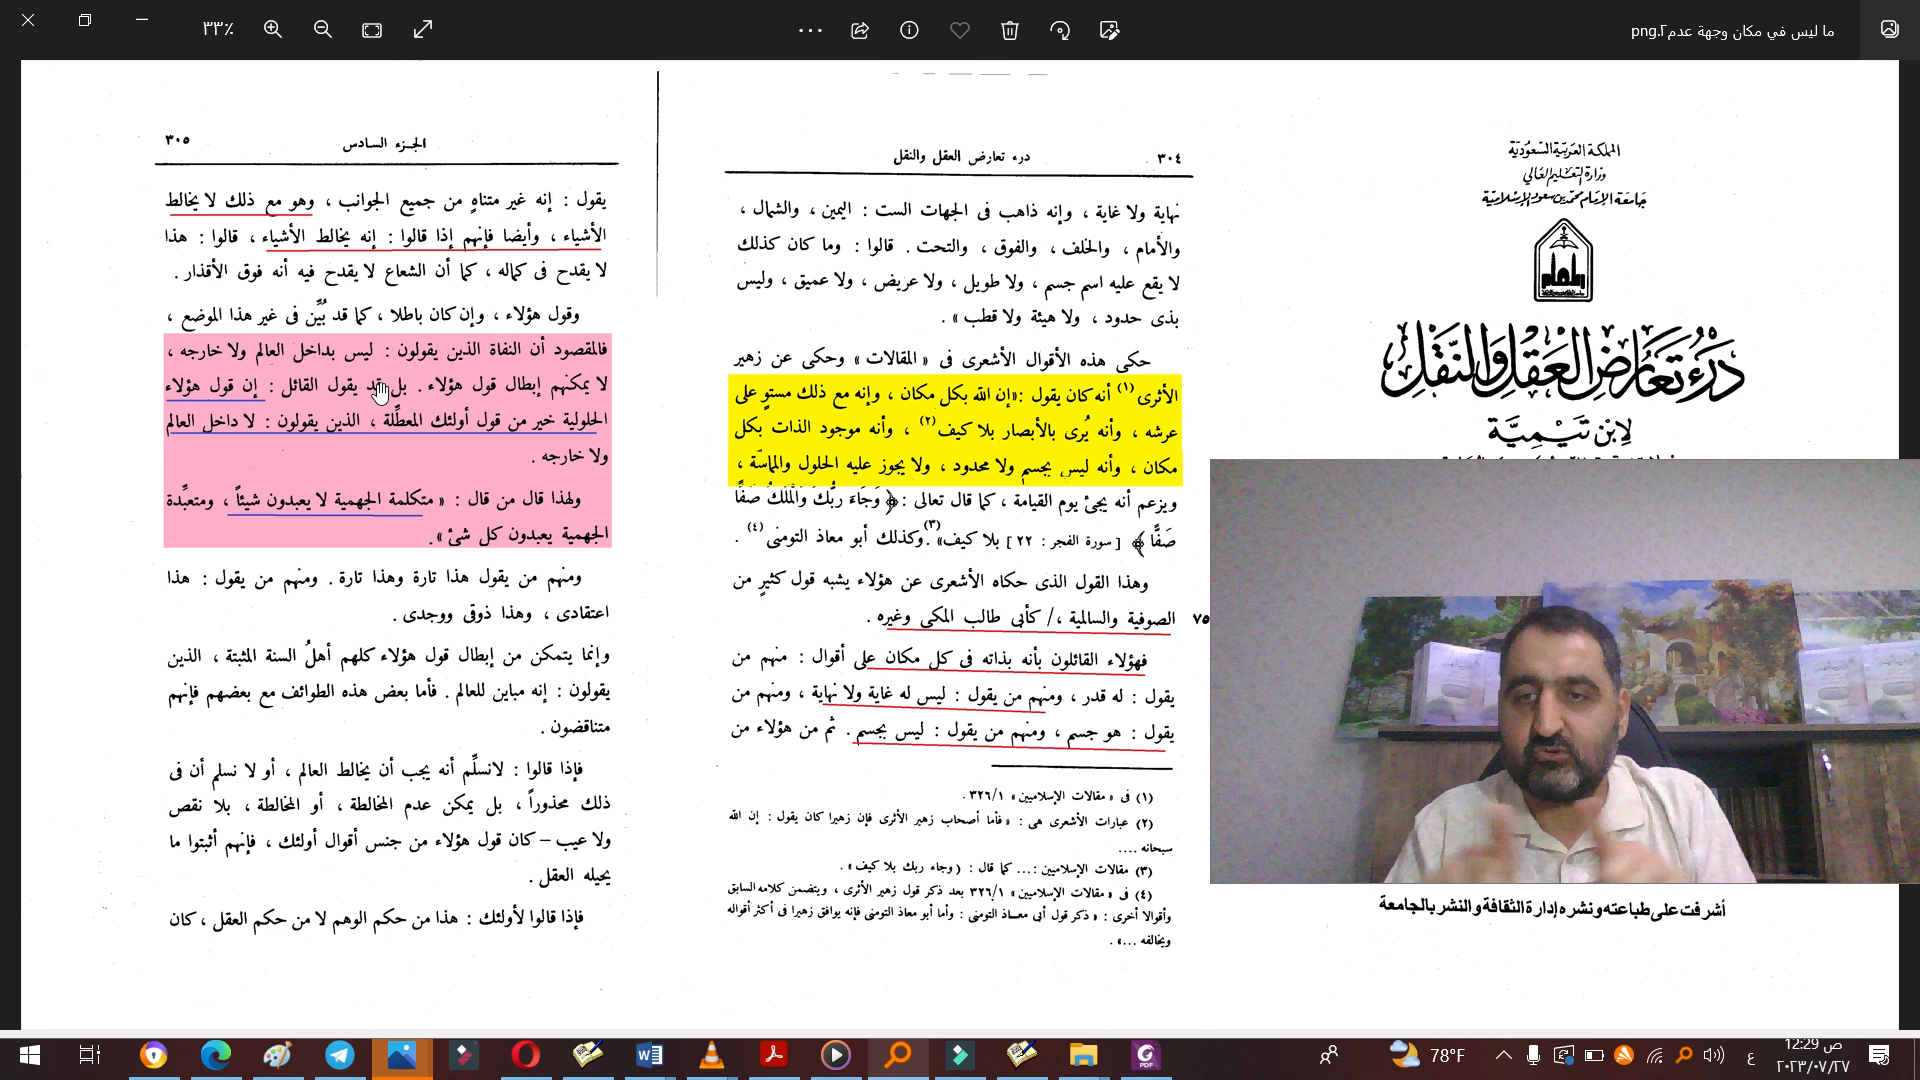 ما ليس في مكان وجهة عدم٢.png
٣٣٪
المملكة العربية السعودية
وزارة التعليم العالي
جامعة الإمام محمد بن سعود الإسلامية
درء تعارض العقل والنقل
لابن تيمية
أشرفت على طباعته ونشره إدارة الثقافة والنشر بالجامعة
٣٠٤
درء تعارض العقل والنقل
نهاية ولا غاية ، وإنه ذاهب فى الجهات الست : اليمين ، والشمال ،
والأمام ، والخلف ، والفوق ، والتحت . قالوا : وما كان كذلك
لا يقع عليه اسم جسم ، ولا طويل ، ولا عريض ، ولا عميق ، وليس
بذى حدود ، ولا هيئة ولا قطب » .
حكى هذه الأقوال الأشعرى فى « المقالات » وحكى عن زهير
الأثرى (١) أنه كان يقول :«إن الله بكل مكان ، وإنه مع ذلك مستوٍ على
عرشه ، وأنه يُرى بالأبصار بلا كيف(٢) ، وأنه موجود الذات بكل
مكان ، وأنه ليس بجسم ولا محدود ، ولا يجوز عليه الحلول والمماسّة ،
ويزعم أنه يجئ يوم القيامة ، كما قال تعالى :﴿ وَجَاءَ رَبُّكَ وَالْمَلَكُ صَفًّا
صَفًّا ﴾ [ سورة الفجر : ٢٢ ] بلا كيف»(٣).وكذلك أبو معاذ التومنى (٤) .
وهذا القول الذى حكاه الأشعرى عن هؤلاء يشبه قول كثيرٍ من
الصوفية والسالمية ،/ كأبى طالب المكى وغيره .
٧٥
فهؤلاء القائلون بأنه بذاته فى كل مكان على أقوال : منهم من
يقول : له قدر ، ومنهم من يقول : ليس له غاية ولا نهاية ، ومنهم من
يقول : هو جسم ، ومنهم من يقول : ليس بجسم . ثم من هؤلاء من
(١) فى « مقالات الإسلاميين » ٣٢٦/١ .
(٢) عبارات الأشعرى هى : « فأما أصحاب زهير الأثرى فإن زهيرا كان يقول : إن الله
سبحانه ....
(٣) مقالات الإسلاميين :... كما قال : ( وجاء ربك بلا كيف » .
(٤) فى « مقالات الإسلاميين » ٣٢٦/١ بعد ذكر قول زهير الأثرى ، ويتضمن كلامه السابق
وأقوالا أخرى : « ذكر قول أبى معاذ التومنى : وأما أبو معاذ التومنى فإنه يوافق زهيرا فى أكثر أقواله
ويخالفه ...» .
الجزء السادس
٣٠٥
يقول : إنه غير متناهٍ من جميع الجوانب ، وهو مع ذلك لا يخالط
الأشياء ، وأيضا فإنهم إذا قالوا : إنه يخالط الأشياء ، قالوا : هذا
لا يقدح فى كماله ، كما أن الشعاع لا يقدح فيه أنه فوق الأقذار .
وقول هؤلاء ، وإن كان باطلا ، كما قد بُيِّن فى غير هذا الموضع ،
فالمقصود أن النفاة الذين يقولون : ليس بداخل العالم ولا خارجه ،
لا يمكنهم إبطال قول هؤلاء . بل قد يقول القائل : إن قول هؤلاء
الحلولية خير من قول أولئك المعطِّلة ، الذين يقولون : لا داخل العالم
ولا خارجه .
ولهذا قال من قال : « متكلمة الجهمية لا يعبدون شيئاً ، ومتعبِّدة
الجهمية يعبدون كل شئ » .
ومنهم من يقول هذا تارة وهذا تارة . ومنهم من يقول : هذا
اعتقادى ، وهذا ذوقى ووجدى .
وإنما يتمكن من إبطال قول هؤلاء كلهم أهلُ السنة المثبتة ، الذين
يقولون : إنه مباين للعالم . فأما بعض هذه الطوائف مع بعضهم فإنهم
متناقضون .
فإذا قالوا : لانسلِّم أنه يجب أن يخالط العالم ، أو لا نسلم أن فى
ذلك محذوراً ، بل يمكن عدم المخالطة ، أو المخالطة ، بلا نقص
ولا عيب – كان قول هؤلاء من جنس أقوال أولئك ، فإنهم أثبتوا ما
يحيله العقل .
فإذا قالوا لأولئك : هذا من حكم الوهم لا من حكم العقل ، كان
78°F
ع
12:29 ص
٢٠٢٣/٠٧/٢٧